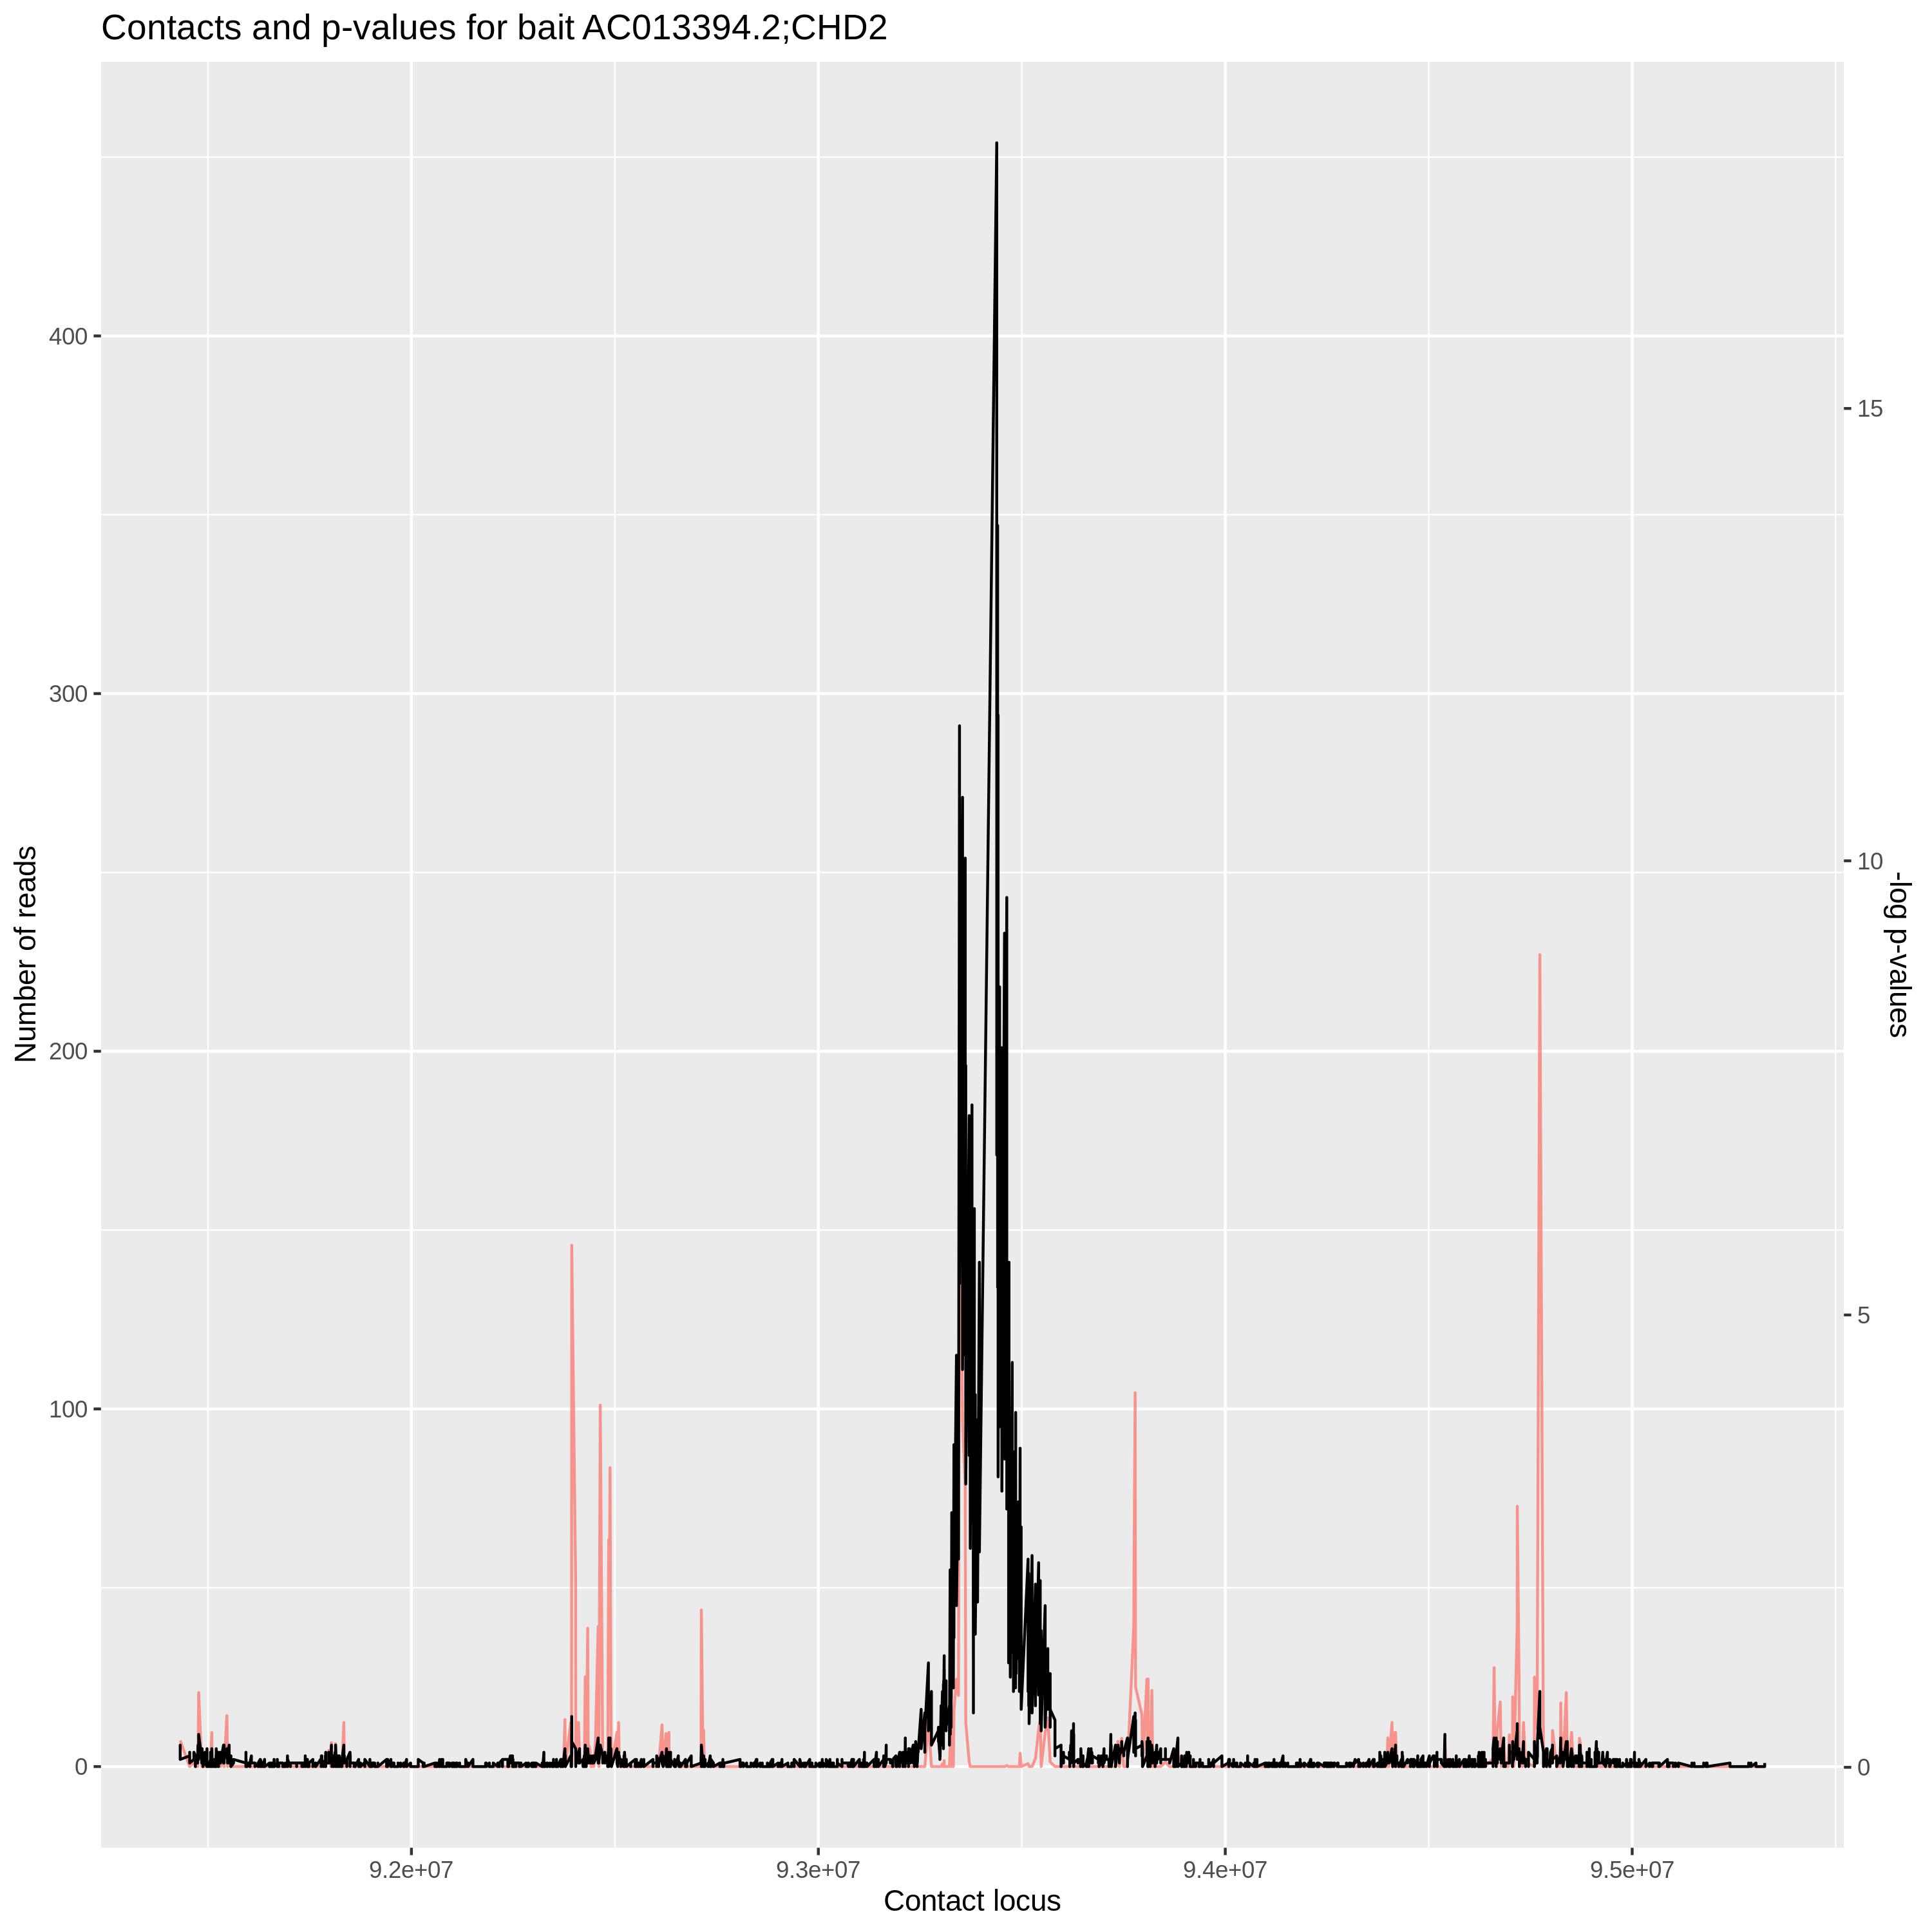 Contacts and p-values for bait AC013394.2;CHD2
Number of reads
400
300
200
100
0
15
10
5
0
-log p-values
9.2e+07
9.3e+07
9.4e+07
9.5e+07
Contact locus